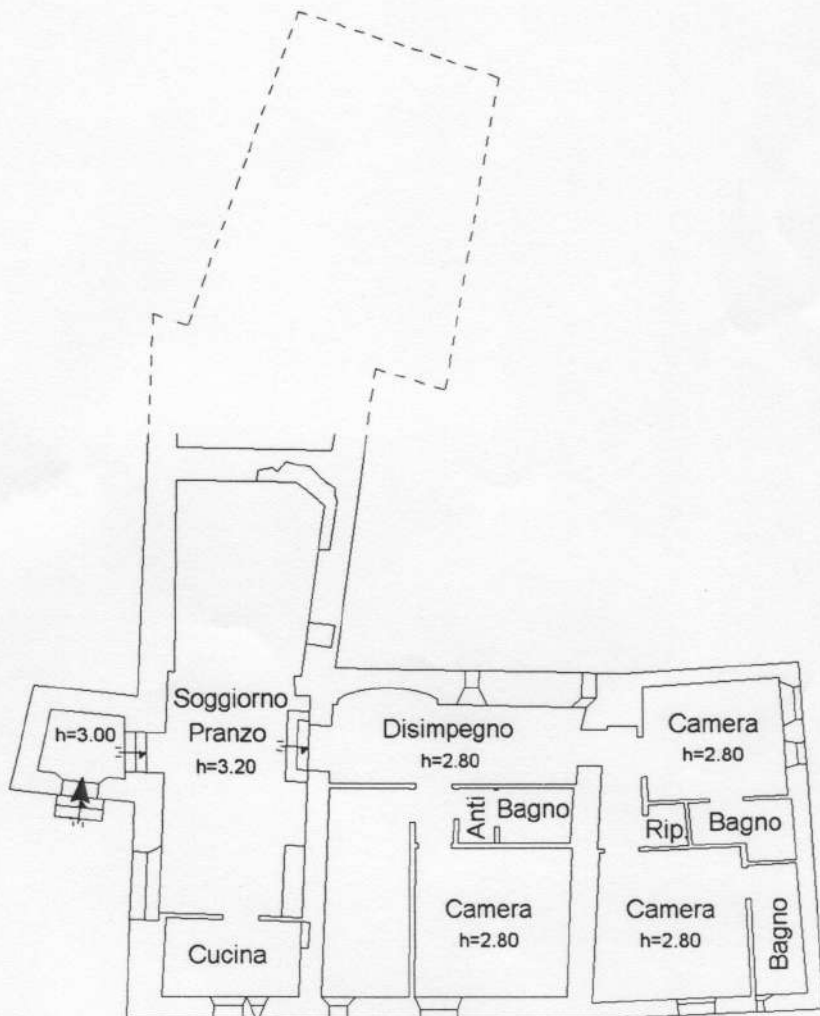 Soggiorno
Pranzo
h=3.20
h=3.00
Disimpegno
h=2.80
Camera
h=2.80
Anti
Bagno
Rip.
Bagno
Camera
h=2.80
Camera
h=2.80
Bagno
Cucina